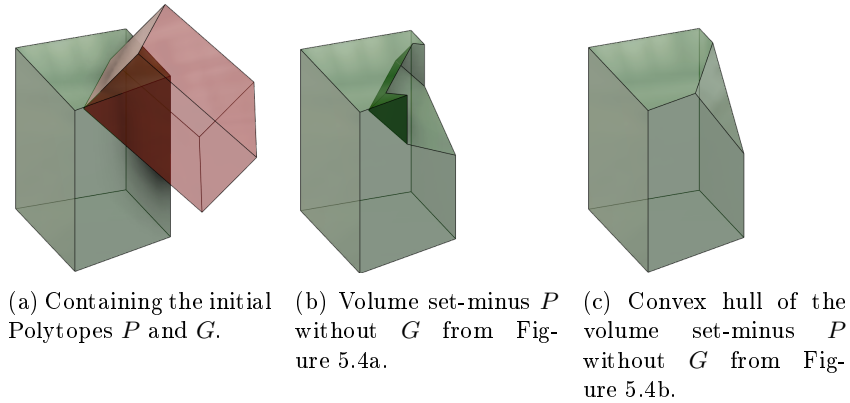 (a) Containing the initial
Polytopes P and G.
(b) Volume set-minus P
without G from Fig-
ure 5.4a.
(c) Convex hull of the
volume set-minus P
without G from Fig-
ure 5.4b.